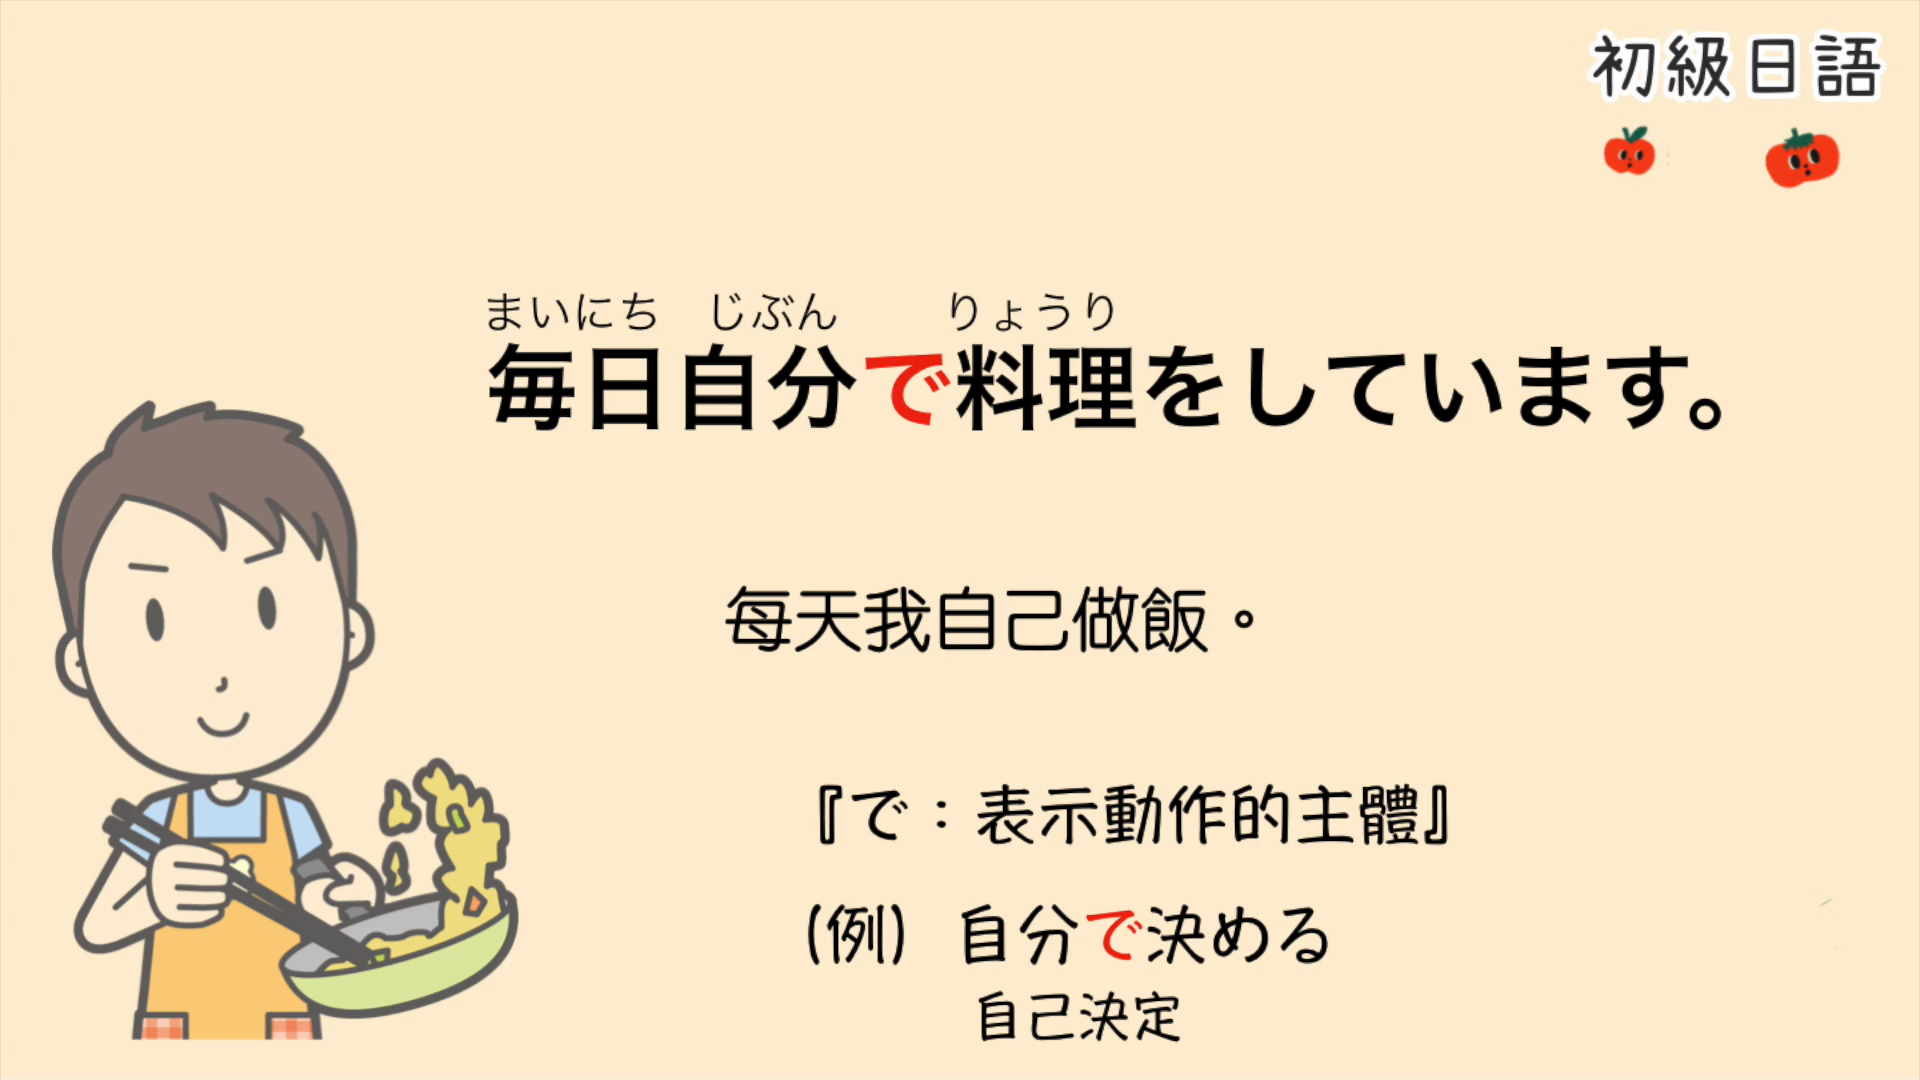 初級日語
まいにち じぶん りょうり
毎日自分で料理をしています。
每天我自己做飯。
『で：表示動作的主體』
(例) 自分で決める
自己決定